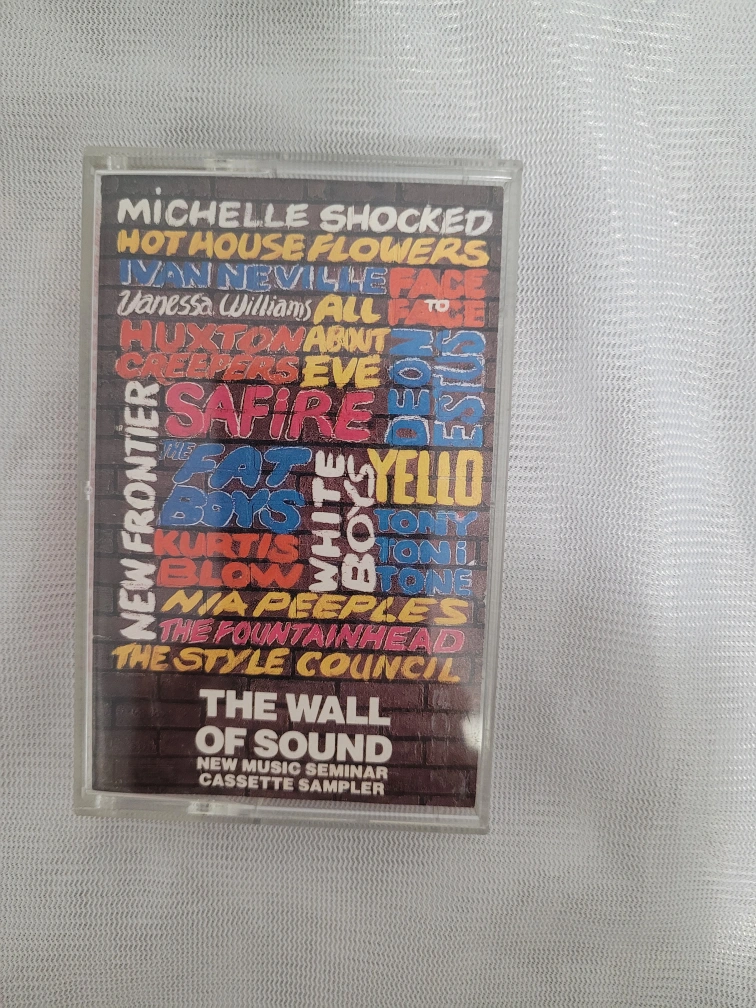 MiCHELLE SHOCKED
HOT HOUSE FLOWERS
IVAN NEVILLE
FACE
TO
FACE
Vanessa Williams
ALL
ABOUT
EVE
HUXTON
CREEPERS
DEON
ESTUS
NEW FRONTIER
SAFiRE
THE
FAT
BOYS
WHITE
BOYS
YELLO
TONY
TONi,
TONE
KURTIS
BLOW
NIA PEEPLES
THE FOUNTAINHEAD
THE STYLE COUNCIL
THE WALL
OF SOUND
NEW MUSIC SEMINAR
CASSETTE SAMPLER